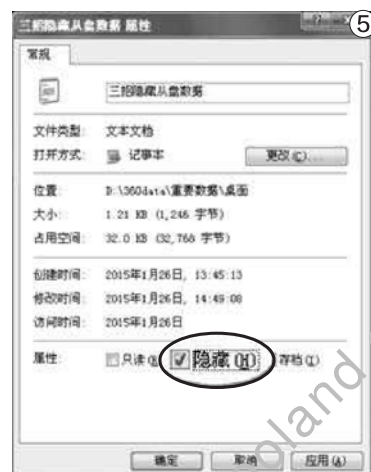 三招隐藏从盘数据 属性
⑤
常规
三招隐藏从盘数据
文件类型: 文本文档
打开方式: 记事本 更改(C)...
位置: D:\360data\重要数据\桌面
大小: 1.21 KB (1,246 字节)
占用空间: 32.0 KB (32,768 字节)
创建时间: 2015年1月26日, 13:45:13
修改时间: 2015年1月26日, 14:49:08
访问时间: 2015年1月26日
属性: 只读(R) 隐藏(H) 存档(I)
oland
确定 取消 应用(A)